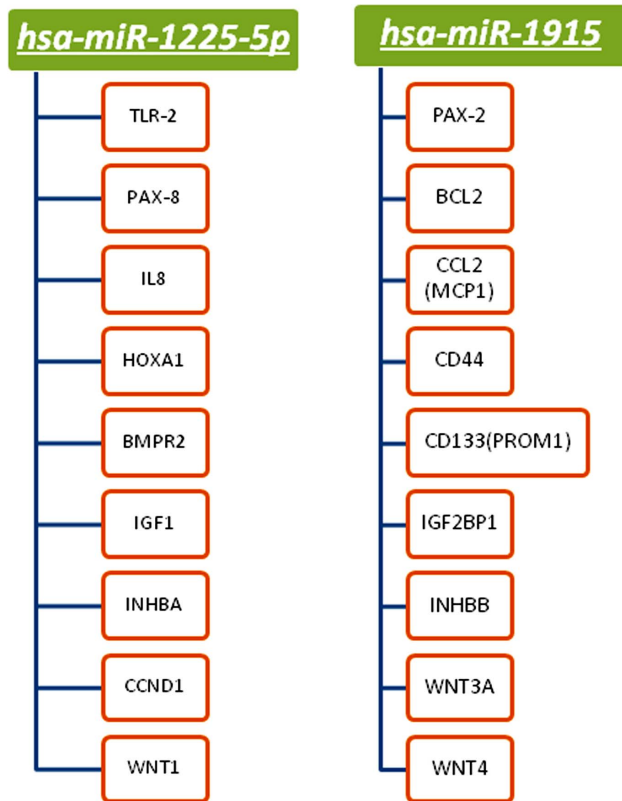 hsa-miR-1225-5p
TLR-2
PAX-8
IL8
HOXA1
BMPR2
IGF1
INHBA
CCND1
WNT1
hsa-miR-1915
PAX-2
BCL2
CCL2
(MCP1)
CD44
CD133(PROM1)
IGF2BP1
INHBB
WNT3A
WNT4